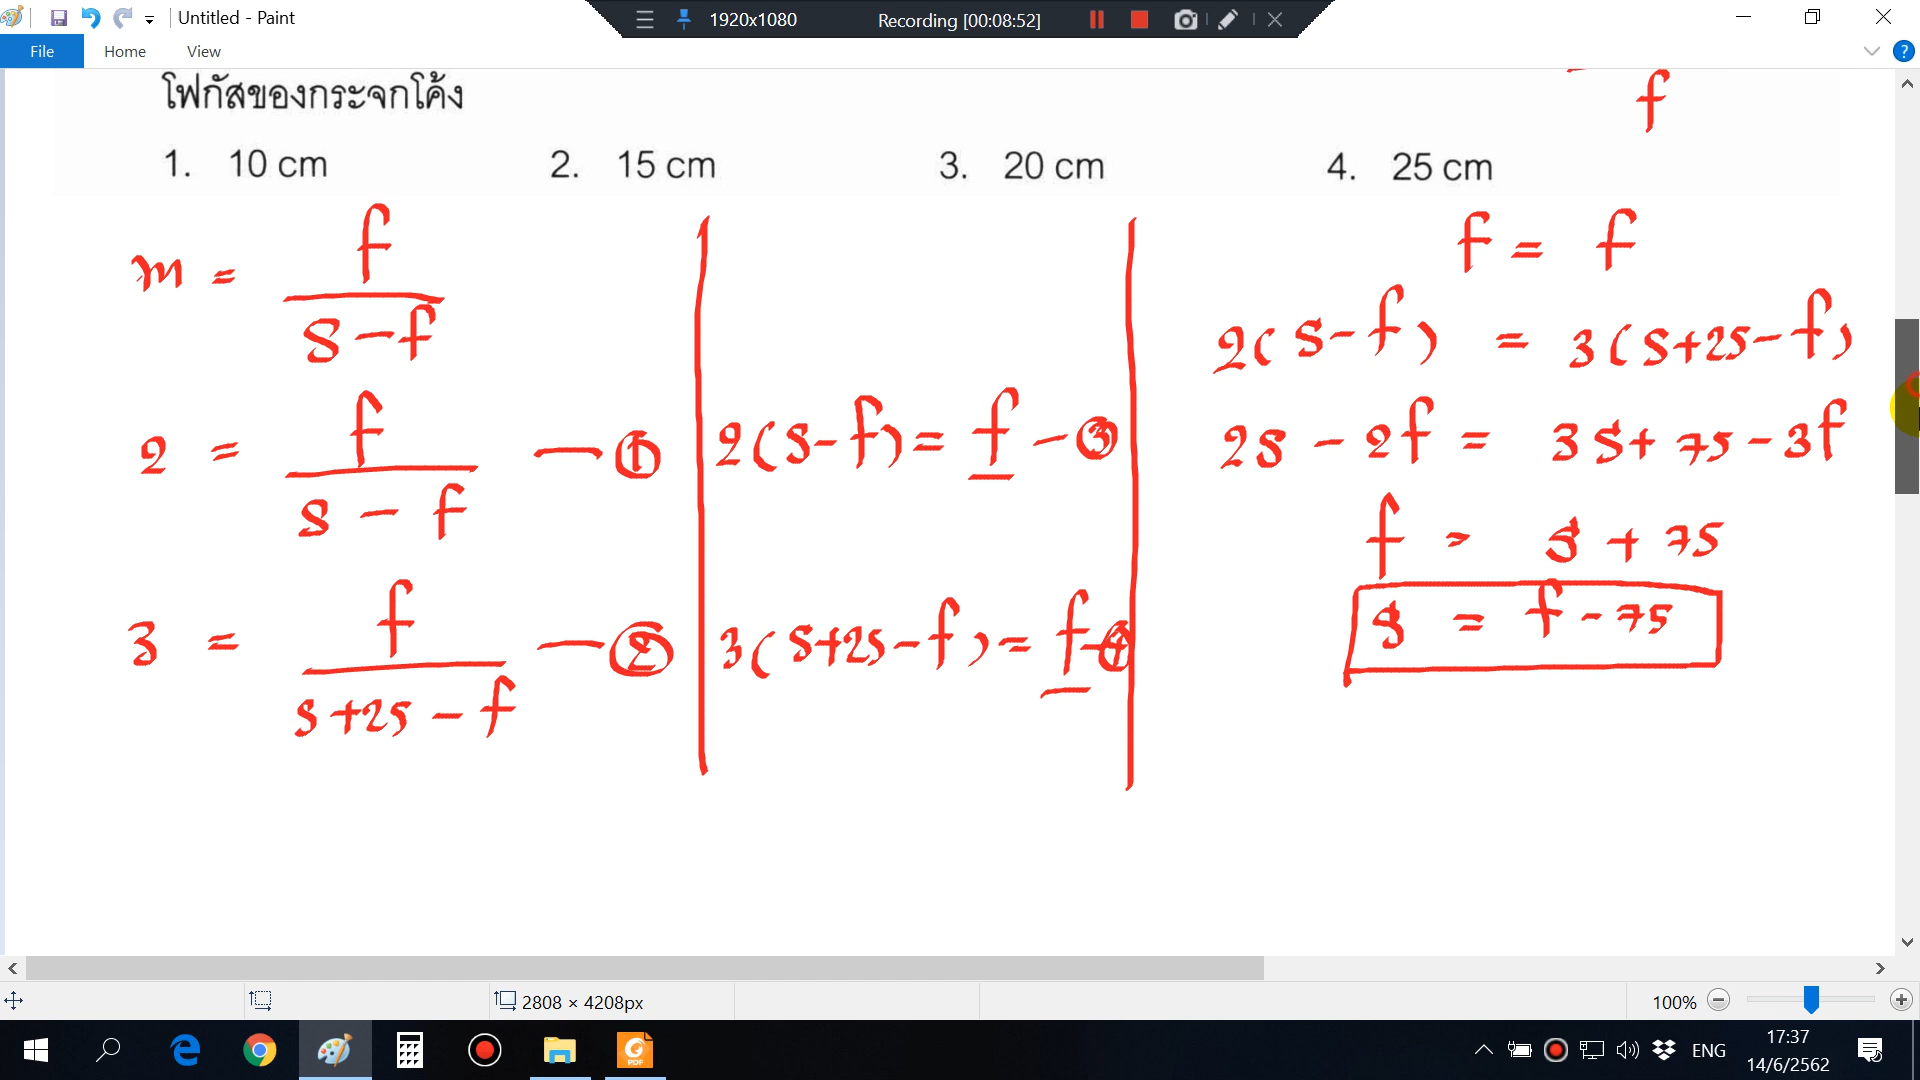 Untitled - Paint
1920x1080
Recording [00:08:52]
File
Home
View
โฟกัสของกระจกโค้ง
1. 10 cm
2. 15 cm
3. 20 cm
4. 25 cm
f
m = f / (s - f)
2 = f / (s - f) — ①
3 = f / (s+25 - f) — ②
2(s-f) = f — ③
3(s+25-f) = f - ④
f = f
2(s-f) = 3(s+25-f)
2s - 2f = 3s + 75 - 3f
f = s + 75
s = f - 75
2808 × 4208px
100%
PDF
ENG
17:37
14/6/2562